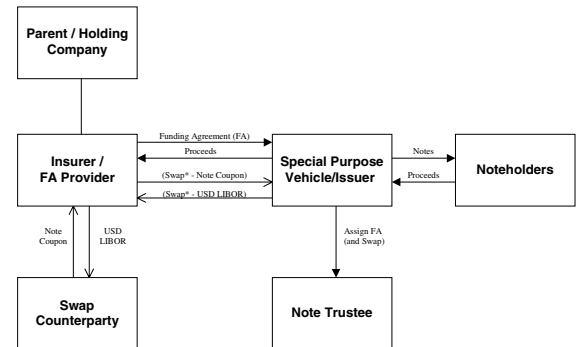 Parent / Holding
Company
Funding Agreement (FA)
Proceeds
(Swap* - Note Coupon)
(Swap* - USD LIBOR)
Insurer /
FA Provider
Special Purpose
Vehicle/Issuer
Notes
Proceeds
Noteholders
Note
Coupon
USD
LIBOR
Assign FA
(and Swap)
Swap
Counterparty
Note Trustee